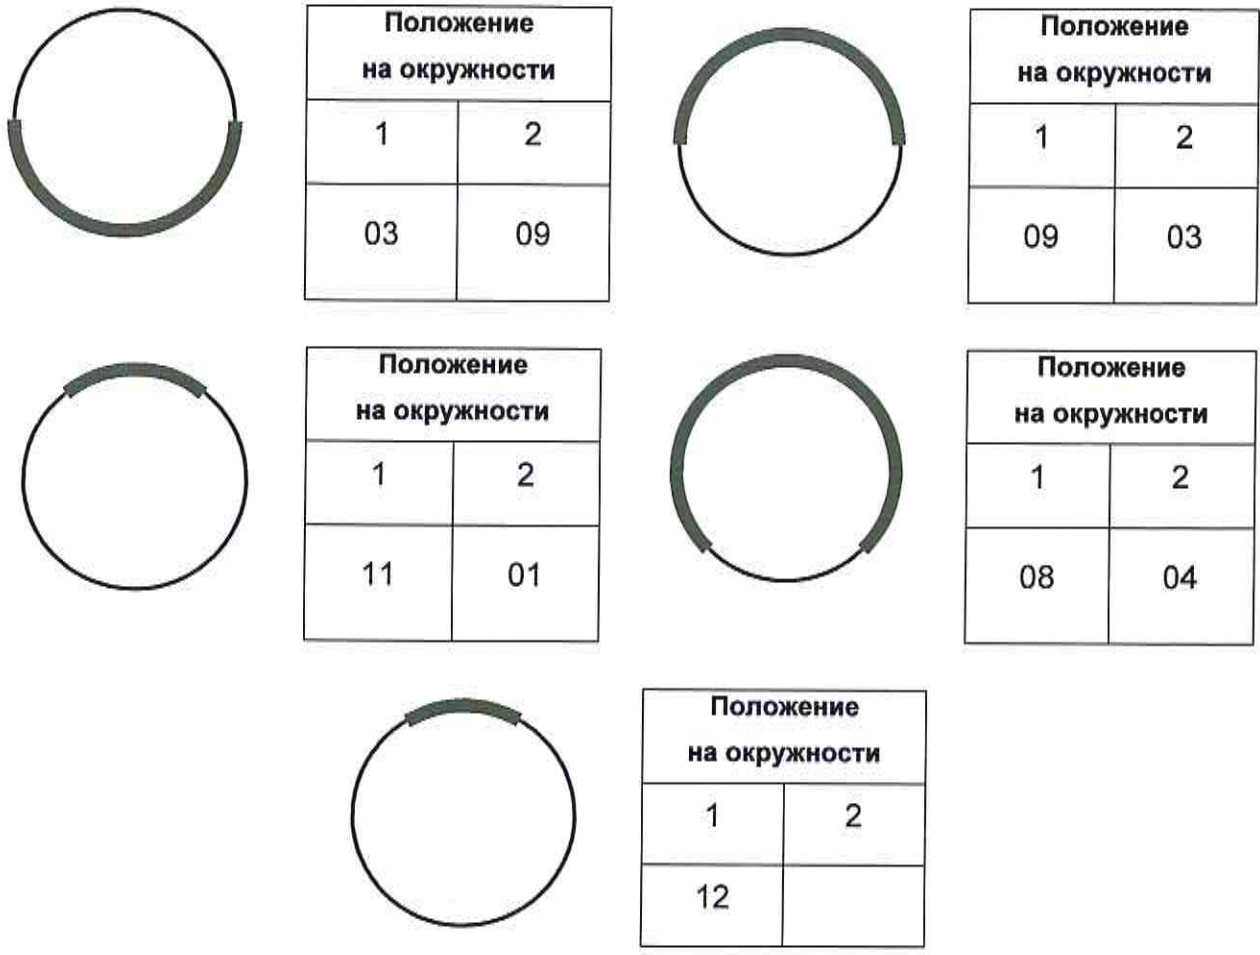 Положение
на окружности
1 2
03 09
Положение
на окружности
1 2
09 03
Положение
на окружности
1 2
11 01
Положение
на окружности
1 2
08 04
Положение
на окружности
1 2
12